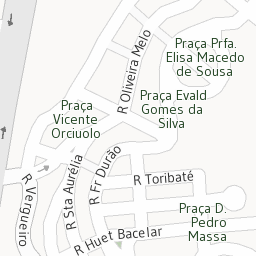 Praça Prfa.
Elisa Macedo
de Sousa
R Oliveira Melo
Praça Evald
Gomes da
Silva
Praça
Vicente
Orciuolo
R Vergueiro
R Sta Aurélia
R Fr Durão
R Toribaté
Praça D.
Pedro
Massa
R Huet Bacelar